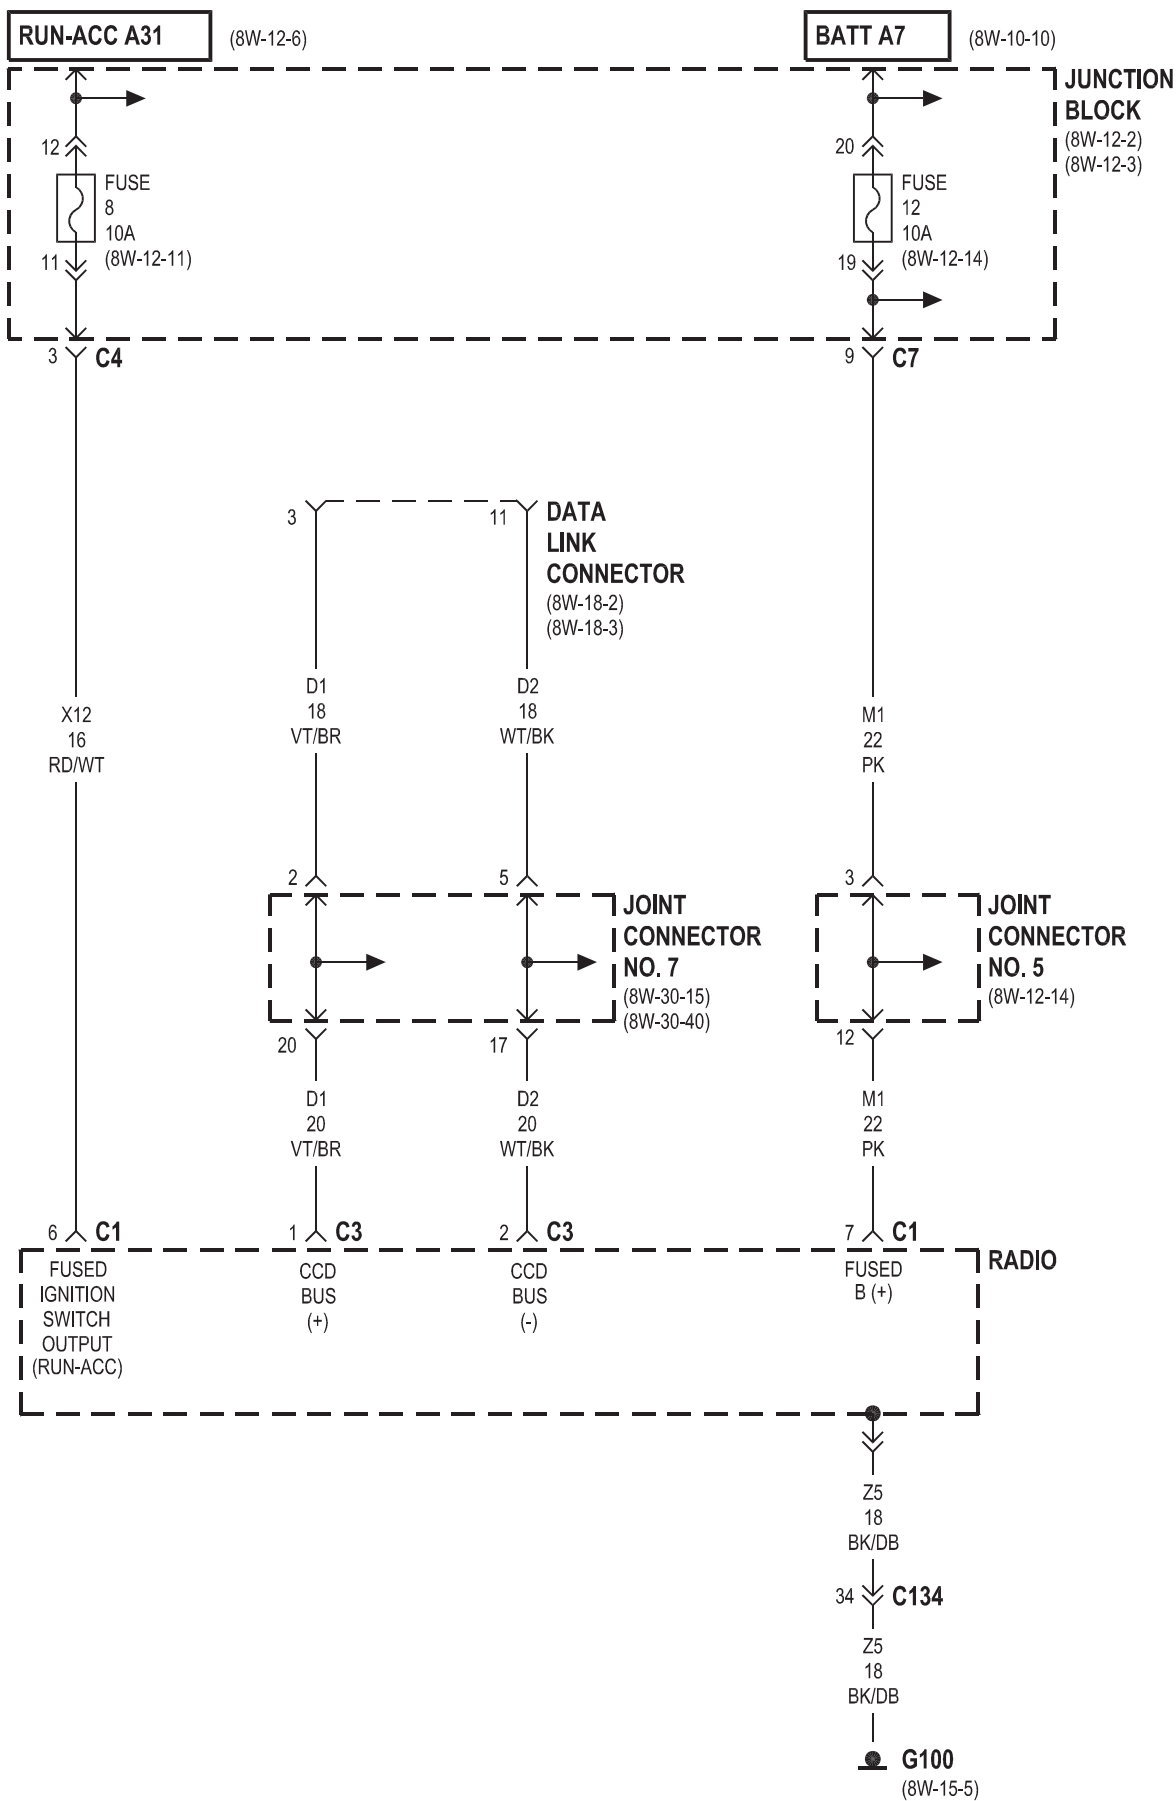 RUN-ACC A31 (8W-12-6)
BATT A7 (8W-10-10)
JUNCTION
BLOCK
(8W-12-2)
(8W-12-3)
12
FUSE
8
10A
(8W-12-11)
11
20
FUSE
12
10A
(8W-12-14)
19
3 C4
9 C7
3
11
DATA
LINK
CONNECTOR
(8W-18-2)
(8W-18-3)
X12
16
RD/WT
D1
18
VT/BR
D2
18
WT/BK
M1
22
PK
2
5
JOINT
CONNECTOR
NO. 7
(8W-30-15)
(8W-30-40)
20
17
3
JOINT
CONNECTOR
NO. 5
(8W-12-14)
12
D1
20
VT/BR
D2
20
WT/BK
M1
22
PK
6 C1
1 C3
2 C3
7 C1
RADIO
FUSED
IGNITION
SWITCH
OUTPUT
(RUN-ACC)
CCD
BUS
(+)
CCD
BUS
(-)
FUSED
B (+)
Z5
18
BK/DB
34 C134
Z5
18
BK/DB
G100
(8W-15-5)